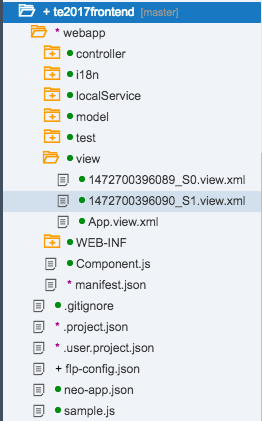 + te2017frontend [master]
* webapp
controller
i18n
localService
model
test
view
1472700396089_S0.view.xml
1472700396090_S1.view.xml
App.view.xml
WEB-INF
Component.js
* manifest.json
.gitignore
* .project.json
* .user.project.json
+ flp-config.json
neo-app.json
sample.js